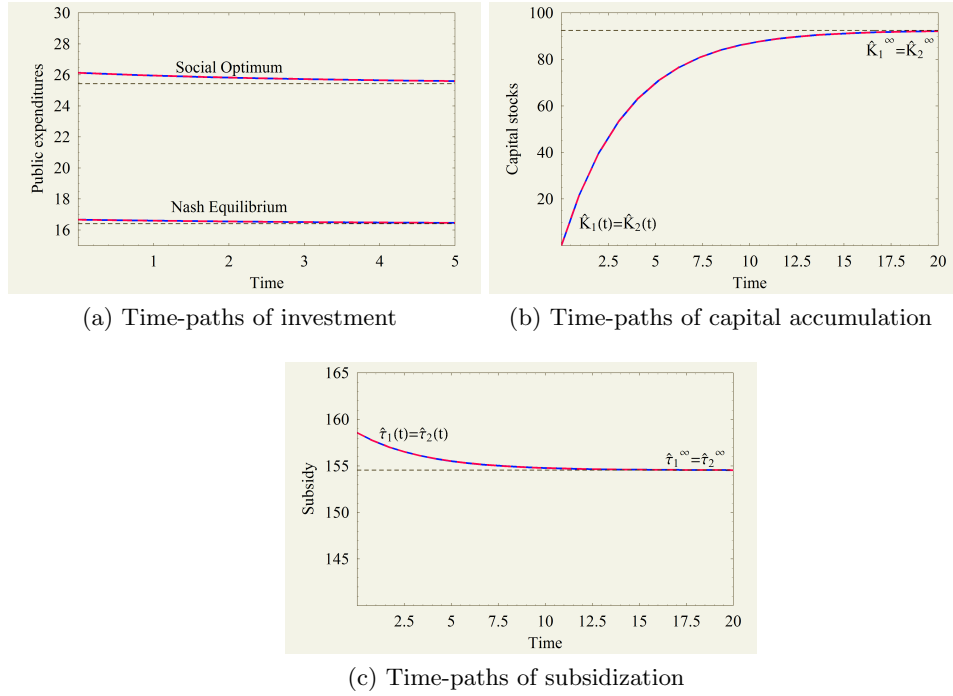 30
28
26
24
22
20
18
16
Public expenditures
Social Optimum
Nash Equilibrium
1 2 3 4 5
Time
(a) Time-paths of investment
100
80
60
40
20
Capital stocks
K̂₁^∞=K̂₂^∞
K̂₁(t)=K̂₂(t)
2.5 5 7.5 10 12.5 15 17.5 20
Time
(b) Time-paths of capital accumulation
165
160
155
150
145
Subsidy
τ̂₁(t)=τ̂₂(t)
τ̂₁^∞=τ̂₂^∞
2.5 5 7.5 10 12.5 15 17.5 20
Time
(c) Time-paths of subsidization